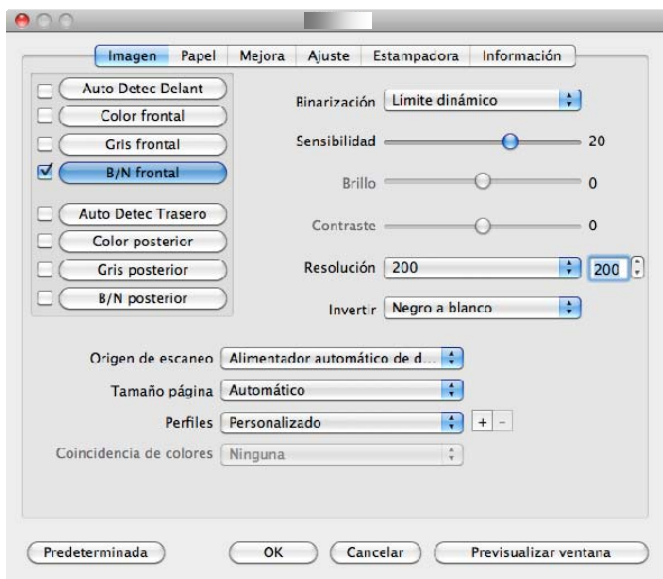 Imagen Papel Mejora Ajuste Estampadora Información
Auto Detec Delant
Color frontal
Gris frontal
B/N frontal
Auto Detec Trasero
Color posterior
Gris posterior
B/N posterior
Binarización Limite dinámico
Sensibilidad 20
Brillo 0
Contraste 0
Resolución 200 200
Invertir Negro a blanco
Origen de escaneo Alimentador automático de d...
Tamaño página Automático
Perfiles Personalizado + -
Coincidencia de colores Ninguna
Predeterminada OK Cancelar Previsualizar ventana